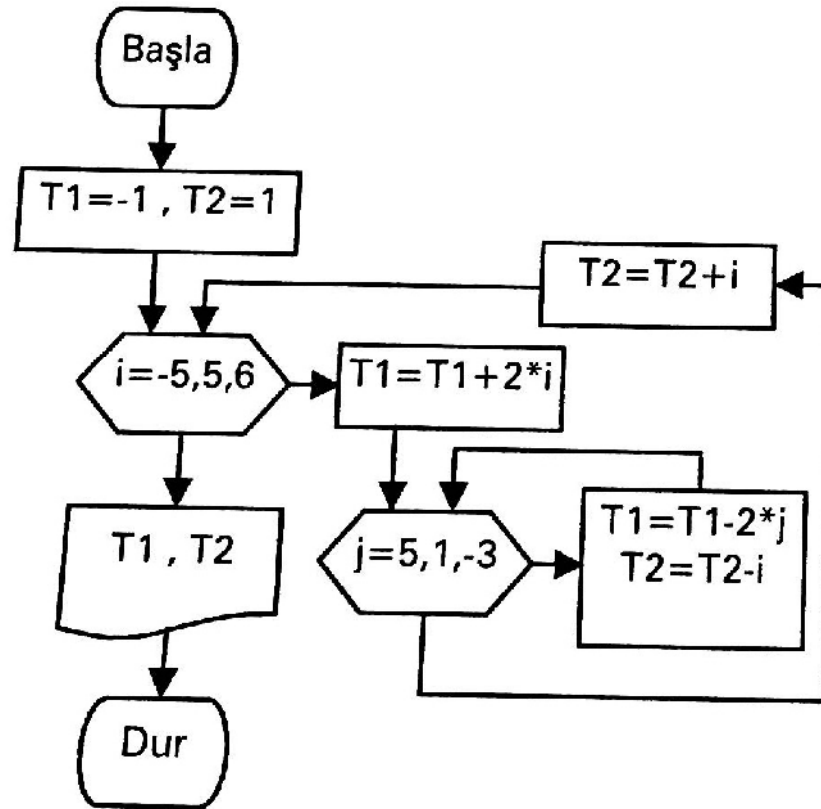 Başla
T1=-1 , T2=1
T2=T2+i
i=-5,5,6
T1=T1+2*i
T1 , T2
j=5,1,-3
T1=T1-2*j
T2=T2-i
Dur